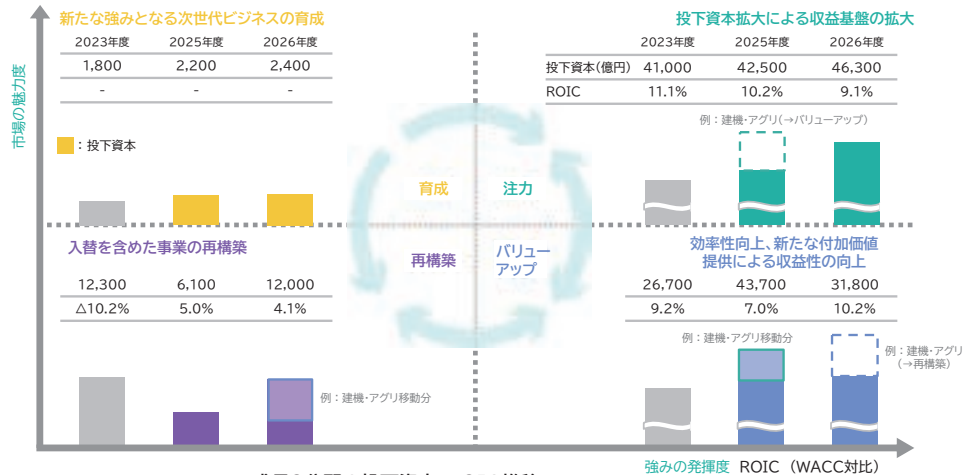 新たな強みとなる次世代ビジネスの育成
2023年度 2025年度 2026年度
1,800 2,200 2,400
- - -
市場の魅力度
：投下資本
投下資本拡大による収益基盤の拡大
2023年度 2025年度 2026年度
投下資本（億円） 41,000 42,500 46,300
ROIC 11.1% 10.2% 9.1%
例：建機・アグリ（→バリューアップ）
育成
注力
再構築
バリュー
アップ
入替を含めた事業の再構築
12,300 6,100 12,000
△10.2% 5.0% 4.1%
例：建機・アグリ移動分
効率性向上、新たな付加価値
提供による収益性の向上
26,700 43,700 31,800
9.2% 7.0% 10.2%
例：建機・アグリ移動分
例：建機・アグリ
（→再構築）
強みの発揮度 ROIC （WACC対比）